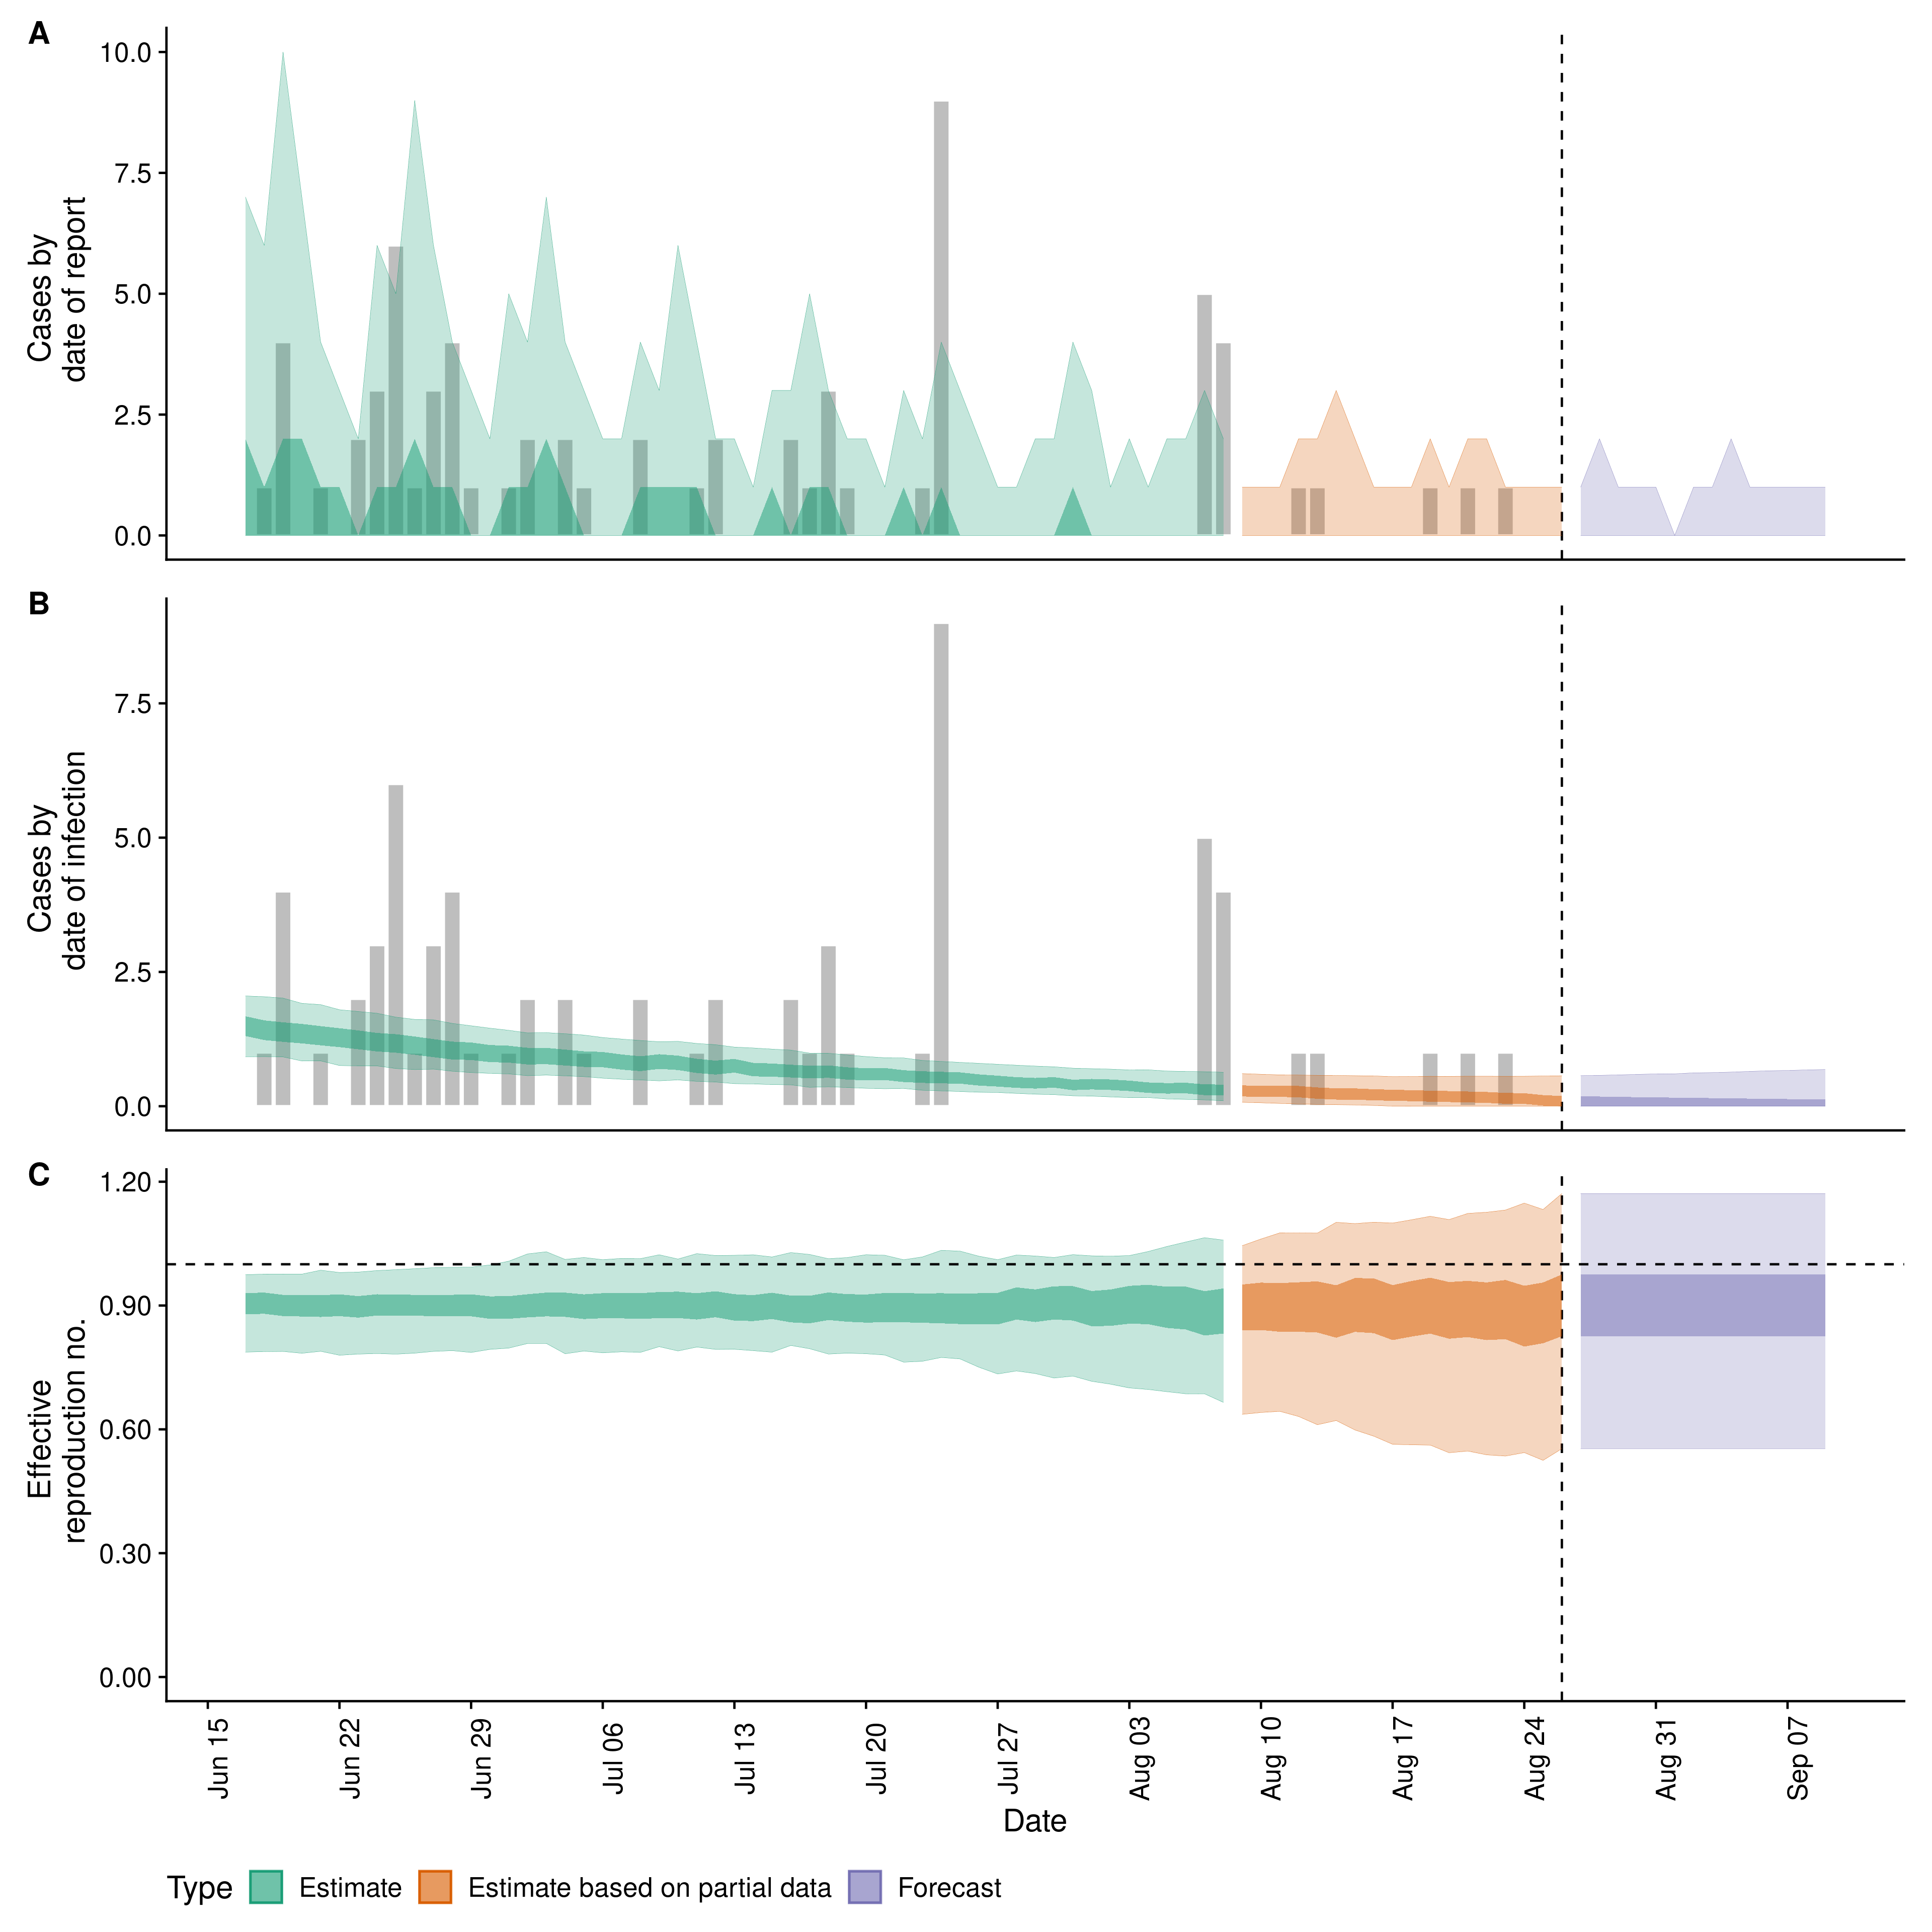 A
Cases by
date of report
10.0
7.5
5.0
2.5
0.0
B
Cases by
date of infection
7.5
5.0
2.5
0.0
C
Effective
reproduction no.
1.20
0.90
0.60
0.30
0.00
Jun 15
Jun 22
Jun 29
Jul 06
Jul 13
Jul 20
Jul 27
Aug 03
Aug 10
Aug 17
Aug 24
Aug 31
Sep 07
Date
Type Estimate Estimate based on partial data Forecast